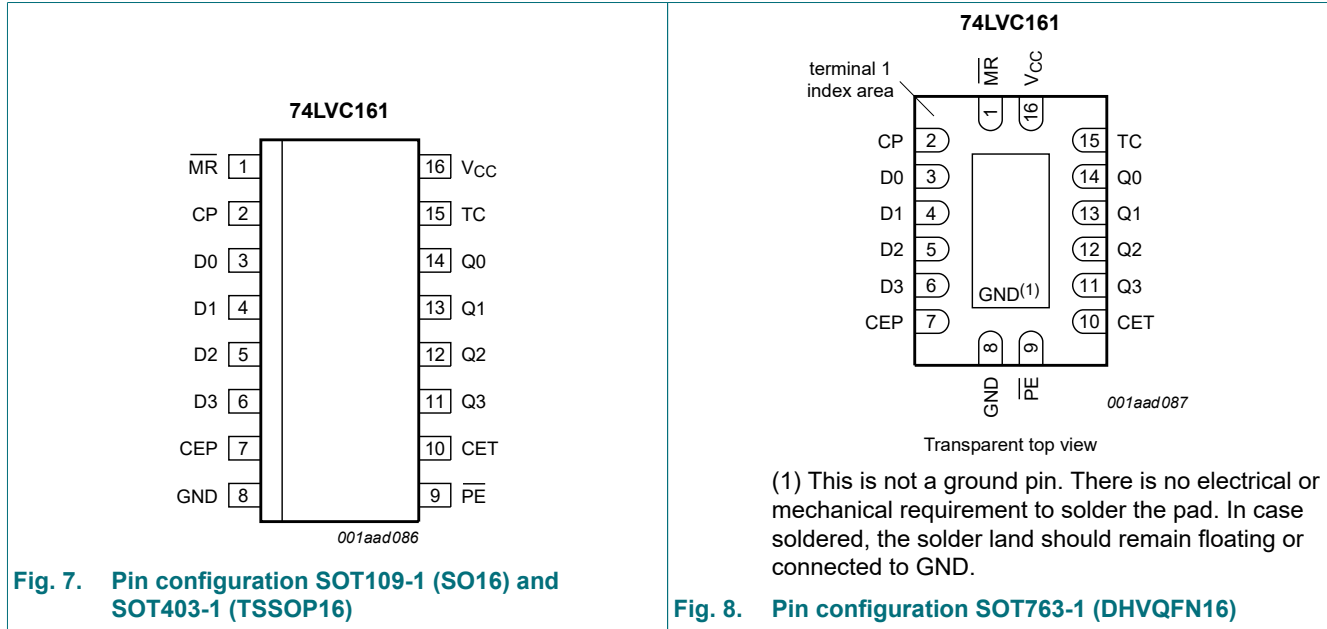 74LVC161
MR 1 16 VCC
CP 2 15 TC
D0 3 14 Q0
D1 4 13 Q1
D2 5 12 Q2
D3 6 11 Q3
CEP 7 10 CET
GND 8 9 PE
001aad086
Fig. 7. Pin configuration SOT109-1 (SO16) and
SOT403-1 (TSSOP16)
74LVC161
terminal 1
index area
MR VCC
1 16
CP 2 15 TC
D0 3 14 Q0
D1 4 13 Q1
D2 5 12 Q2
D3 6 11 Q3
GND(1)
CEP 7 10 CET
8 9
GND PE
001aad087
Transparent top view
(1) This is not a ground pin. There is no electrical or
mechanical requirement to solder the pad. In case
soldered, the solder land should remain floating or
connected to GND.
Fig. 8. Pin configuration SOT763-1 (DHVQFN16)